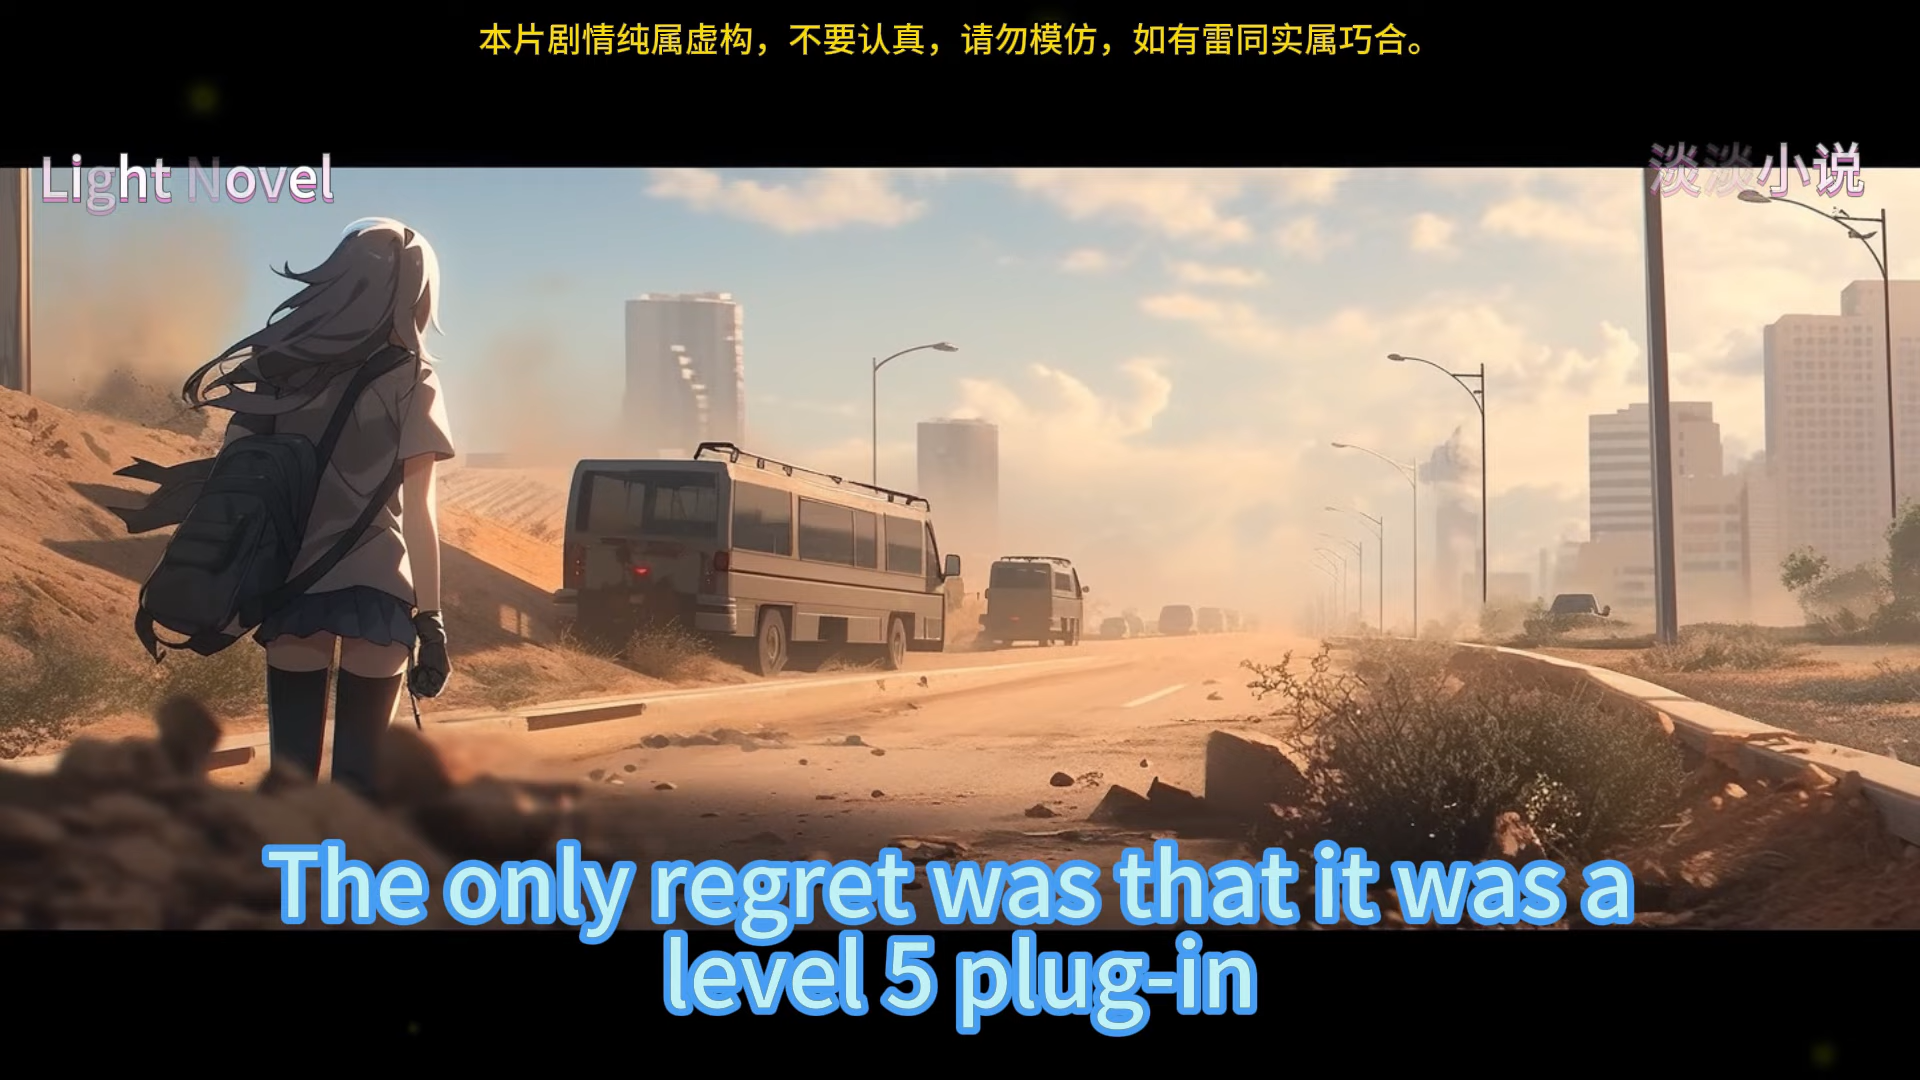 本片剧情纯属虚构，不要认真，请勿模仿，如有雷同实属巧合。
Light Novel
淡淡小说
The only regret was that it was a
level 5 plug-in